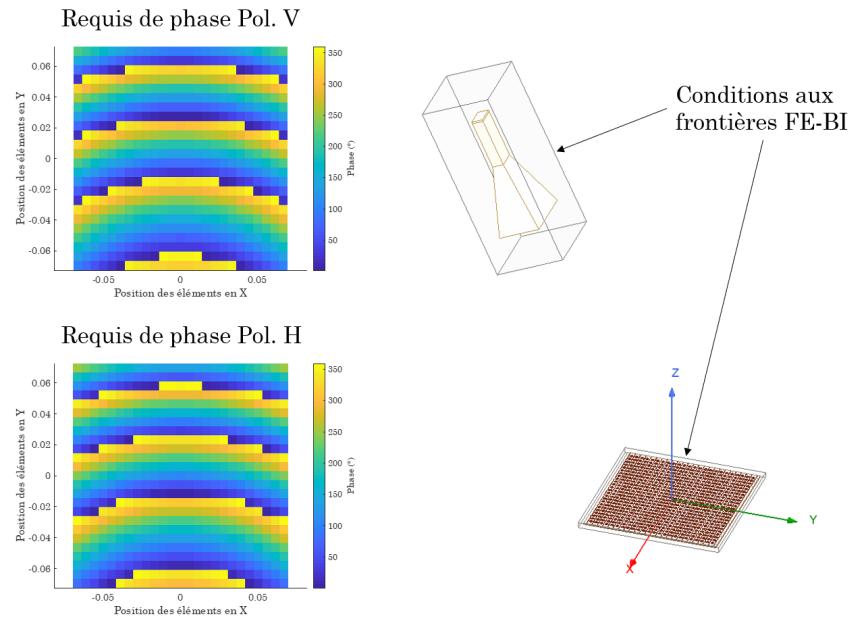 Requis de phase Pol. V
0.06
0.04
0.02
0
-0.02
-0.04
-0.06
-0.05
0
0.05
Position des éléments en X
Position des éléments en Y
350
300
250
200
150
100
50
Phase (°)
Conditions aux
frontières FE-BI
Requis de phase Pol. H
0.06
0.04
0.02
0
-0.02
-0.04
-0.06
-0.05
0
0.05
Position des éléments en X
Position des éléments en Y
350
300
250
200
150
100
50
Phase (°)
Z
Y
X